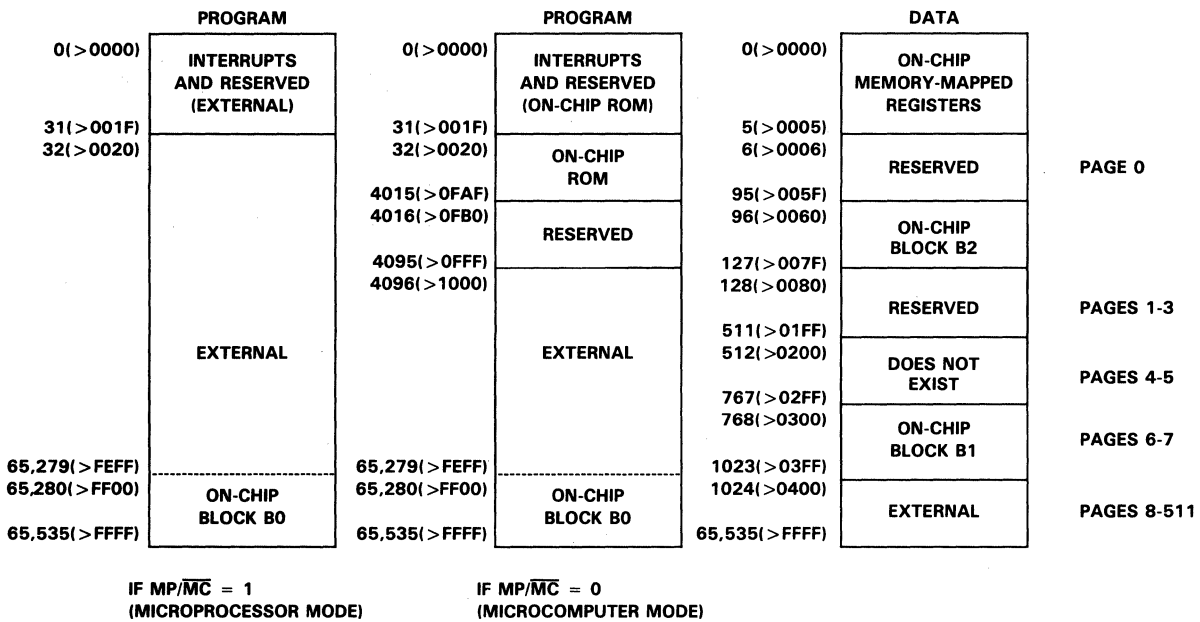 PROGRAM
0(>0000)
INTERRUPTS
AND RESERVED
(EXTERNAL)
31(>001F)
32(>0020)
EXTERNAL
65,279(>FEFF)
65,280(>FF00)
ON-CHIP
BLOCK B0
65,535(>FFFF)
IF MP/M̅C̅ = 1
(MICROPROCESSOR MODE)
PROGRAM
0(>0000)
INTERRUPTS
AND RESERVED
(ON-CHIP ROM)
31(>001F)
32(>0020)
ON-CHIP
ROM
4015(>0FAF)
4016(>0FB0)
RESERVED
4095(>0FFF)
4096(>1000)
EXTERNAL
65,279(>FEFF)
65,280(>FF00)
ON-CHIP
BLOCK B0
65,535(>FFFF)
IF MP/M̅C̅ = 0
(MICROCOMPUTER MODE)
DATA
0(>0000)
ON-CHIP
MEMORY-MAPPED
REGISTERS
5(>0005)
6(>0006)
RESERVED
PAGE 0
95(>005F)
96(>0060)
ON-CHIP
BLOCK B2
127(>007F)
128(>0080)
RESERVED
PAGES 1-3
511(>01FF)
512(>0200)
DOES NOT
EXIST
PAGES 4-5
767(>02FF)
768(>0300)
ON-CHIP
BLOCK B1
PAGES 6-7
1023(>03FF)
1024(>0400)
EXTERNAL
PAGES 8-511
65,535(>FFFF)